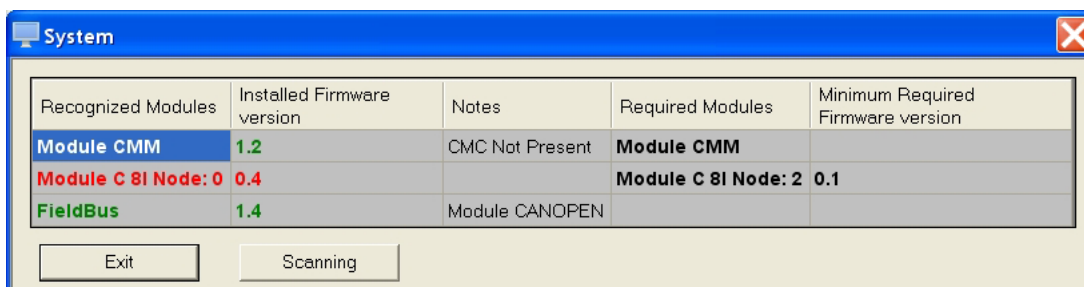 System
Recognized Modules
Installed Firmware
version
Notes
Required Modules
Minimum Required
Firmware version
Module CMM 1.2 CMC Not Present Module CMM
Module C 8I Node: 0 0.4 Module C 8I Node: 2 0.1
FieldBus 1.4 Module CANOPEN
Exit Scanning